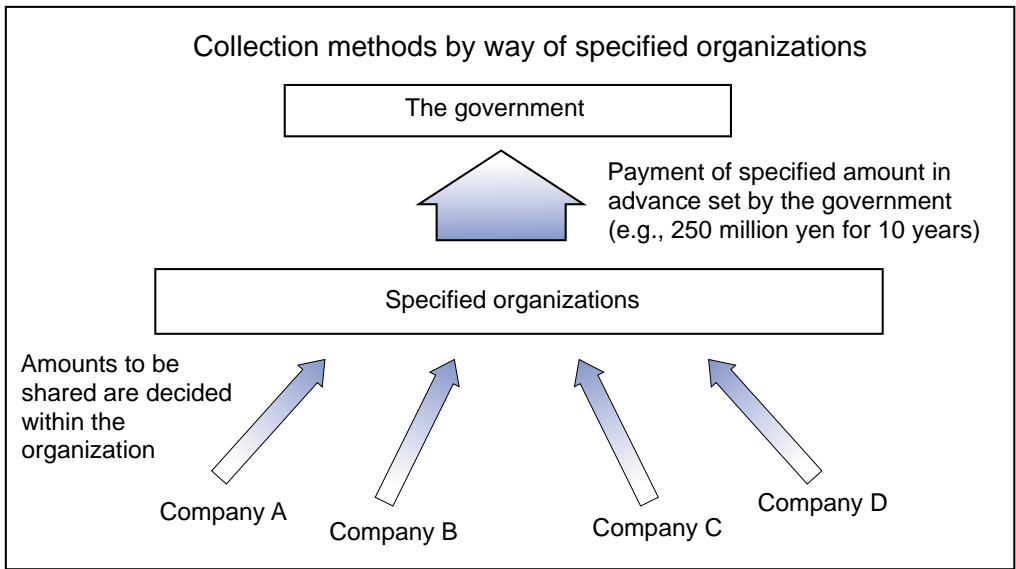 Collection methods by way of specified organizations
The government
Payment of specified amount in
advance set by the government
(e.g., 250 million yen for 10 years)
Specified organizations
Amounts to be
shared are decided
within the
organization
Company A
Company B
Company C
Company D